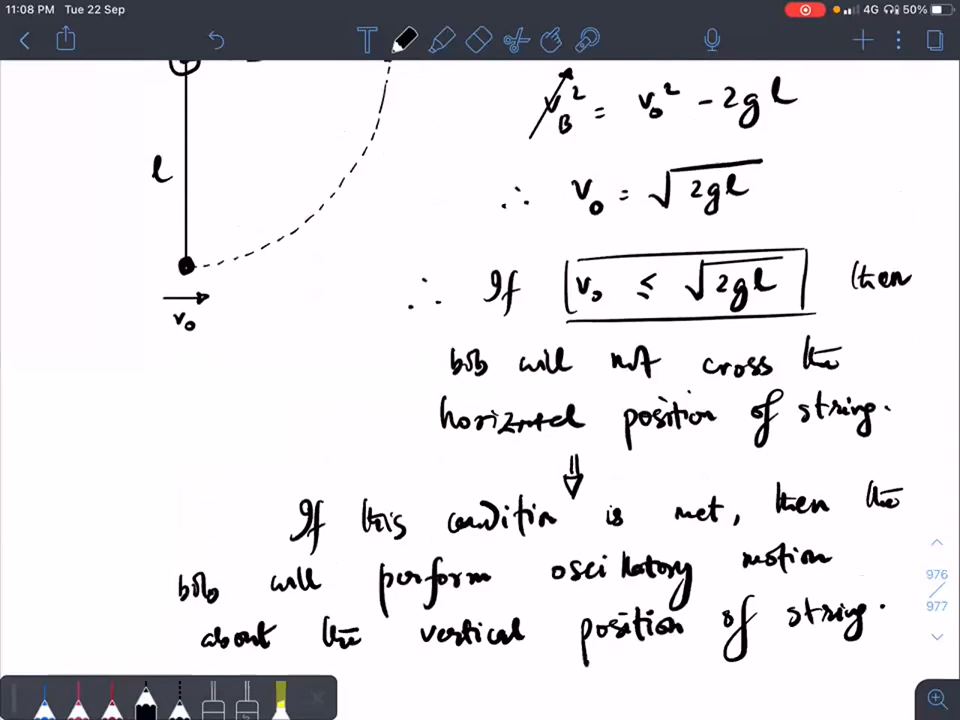 11:08 PM Tue 22 Sep
4G 50%
v_B² = v₀² - 2gl
l
∴ v₀ = √2gl
∴ If v₀ ≤ √2gl then
v₀
bob will not cross the
horizontal position of string.
⇓
If this condition is met, then the
bob will perform oscillatory motion
about the vertical position of string.
976
/
977